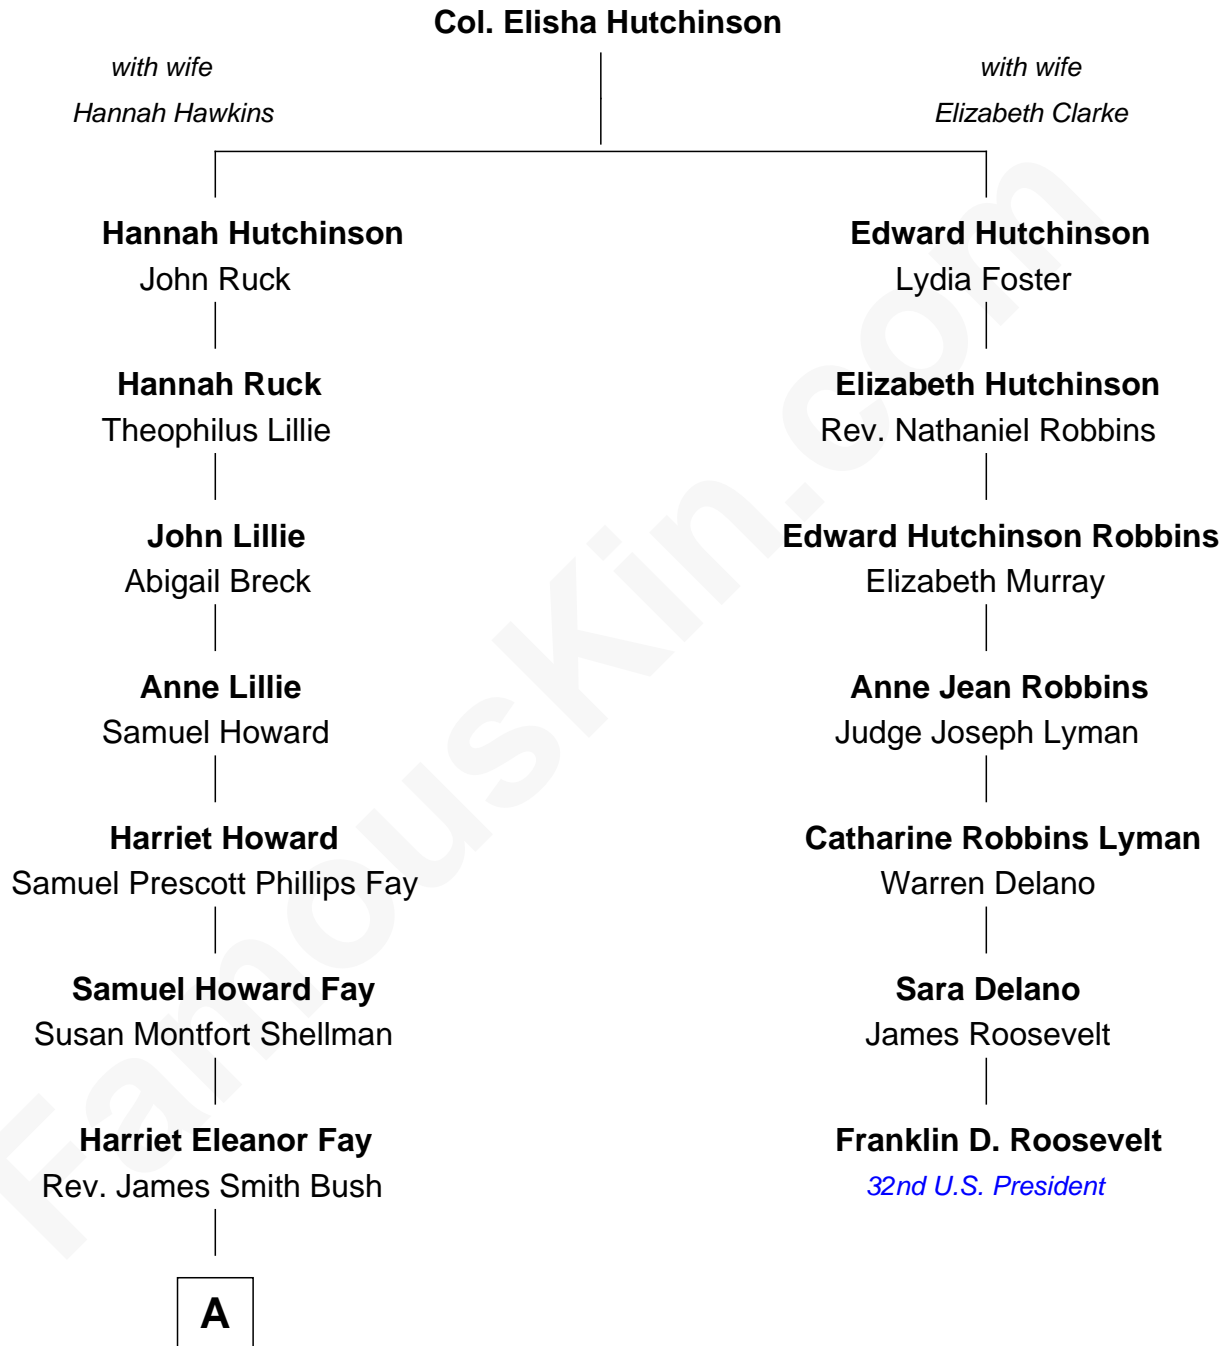 Col. Elisha Hutchinson
with wife
Hannah Hawkins
with wife
Elizabeth Clarke
Hannah Hutchinson
John Ruck
Edward Hutchinson
Lydia Foster
Hannah Ruck
Theophilus Lillie
Elizabeth Hutchinson
Rev. Nathaniel Robbins
John Lillie
Abigail Breck
Edward Hutchinson Robbins
Elizabeth Murray
Anne Lillie
Samuel Howard
Anne Jean Robbins
Judge Joseph Lyman
Harriet Howard
Samuel Prescott Phillips Fay
Catharine Robbins Lyman
Warren Delano
Samuel Howard Fay
Susan Montfort Shellman
Sara Delano
James Roosevelt
Harriet Eleanor Fay
Rev. James Smith Bush
Franklin D. Roosevelt
32nd U.S. President
A
FamousKin.com